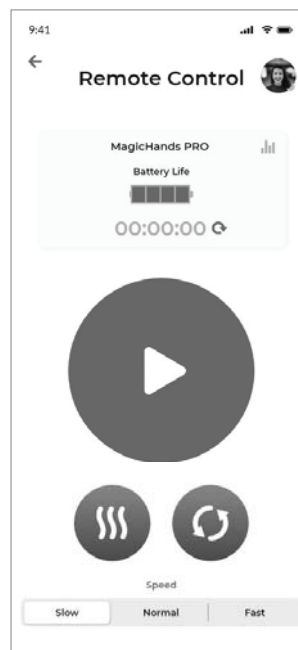 9:41
Remote Control
MagicHands PRO
Battery Life
00:00:00
Speed
Slow Normal Fast